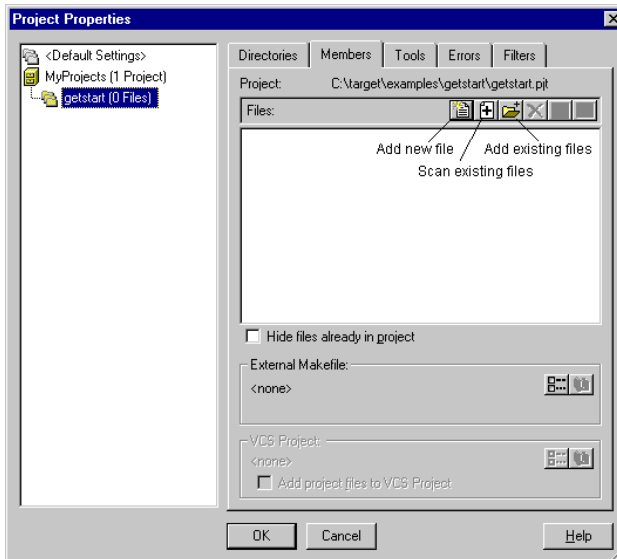 Project Properties
<Default Settings>
MyProjects (1 Project)
getstart (0 Files)
Directories
Members
Tools
Errors
Filters
Project: C:\target\examples\getstart\getstart.pjt
Files:
Add new file
Add existing files
Scan existing files
Hide files already in project
External Makefile:
<none>
VCS Project:
<none>
Add project files to VCS Project
OK
Cancel
Help